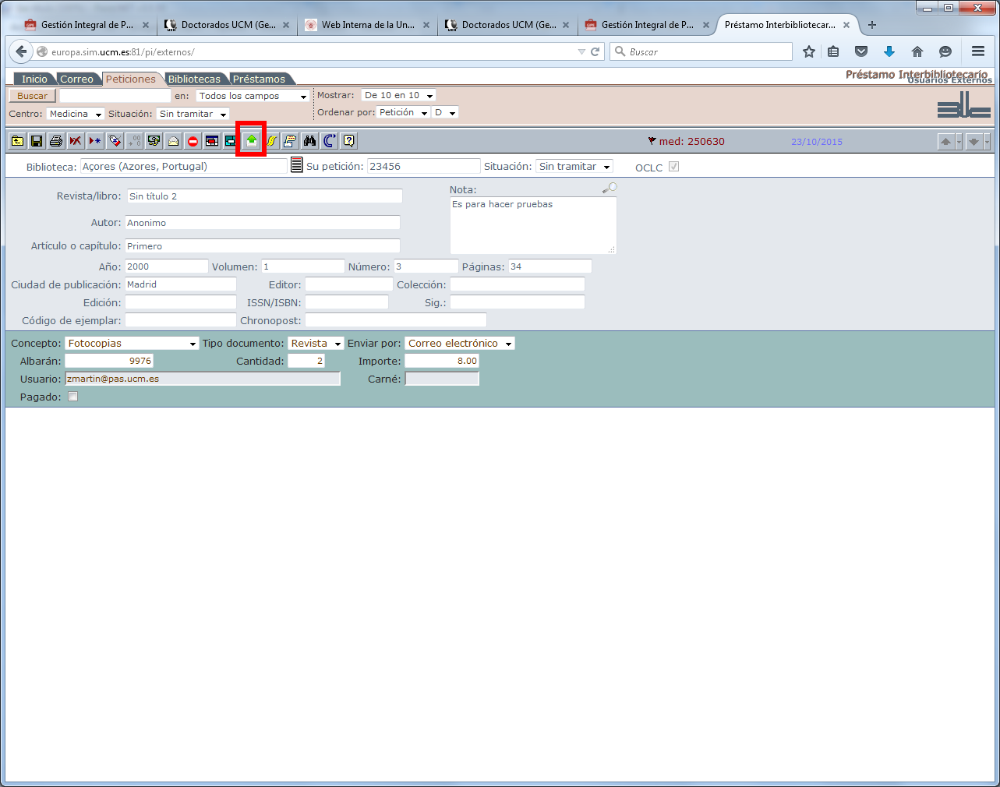 Gestión Integral de P... Doctorados UCM (Ge... Web Interna de la Un... Doctorados UCM (Ge... Gestión Integral de P... Préstamo Interbibliotecar...
europa.sim.ucm.es:81/pi/externos/ Buscar
Inicio Correo Peticiones Bibliotecas Préstamos Préstamo Interbibliotecario
Usuarios Externos
Buscar en: Todos los campos Mostrar: De 10 en 10
Centro: Medicina Situación: Sin tramitar Ordenar por: Petición D
med: 250630 23/10/2015
Biblioteca: Açores (Azores, Portugal) Su petición: 23456 Situación: Sin tramitar OCLC
Revista/libro: Sin título 2 Nota:
Es para hacer pruebas
Autor: Anonimo
Artículo o capítulo: Primero
Año: 2000 Volumen: 1 Número: 3 Páginas: 34
Ciudad de publicación: Madrid Editor: Colección:
Edición: ISSN/ISBN: Sig.:
Código de ejemplar: Chronopost:
Concepto: Fotocopias Tipo documento: Revista Enviar por: Correo electrónico
Albarán: 9976 Cantidad: 2 Importe: 8.00
Usuario: zmartin@pas.ucm.es Carné:
Pagado: